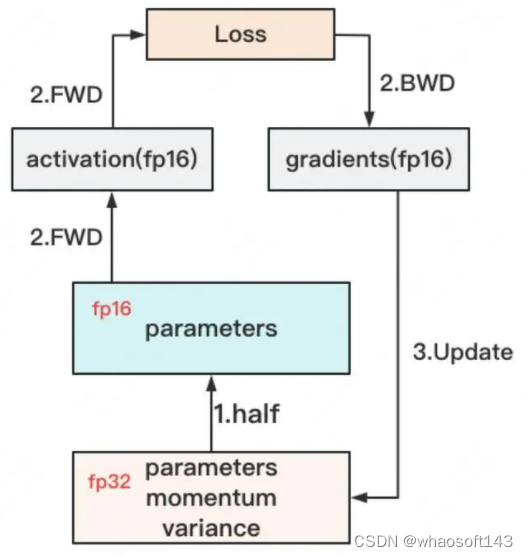 Loss
2.FWD
2.BWD
activation(fp16)
gradients(fp16)
2.FWD
fp16
parameters
3.Update
1.half
fp32
parameters
momentum
variance
CSDN @whaosoft143